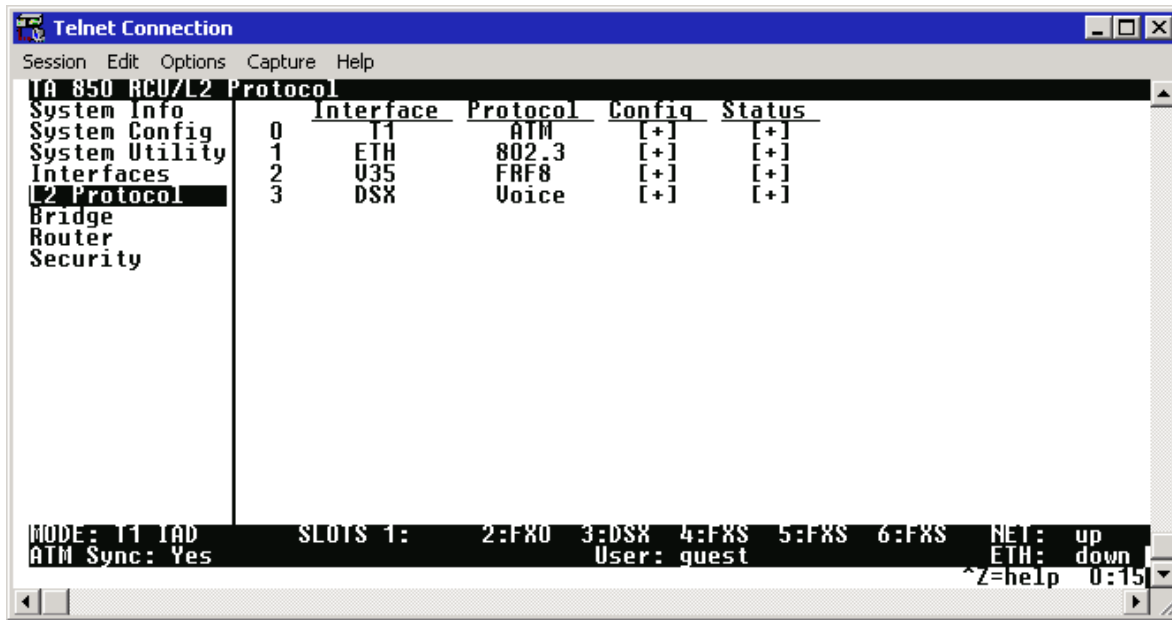 Telnet Connection
Session Edit Options Capture Help
TA 850 RCU/L2 Protocol
System Info Interface Protocol Config Status
System Config 0 T1 ATM [+] [+]
System Utility 1 ETH 802.3 [+] [+]
Interfaces 2 V35 FRF8 [+] [+]
L2 Protocol 3 DSX Voice [+] [+]
Bridge
Router
Security
MODE: T1 IAD SLOTS 1: 2:FXO 3:DSX 4:FXS 5:FXS 6:FXS NET: up
ATM Sync: Yes User: guest ETH: down
^Z=help 0:15